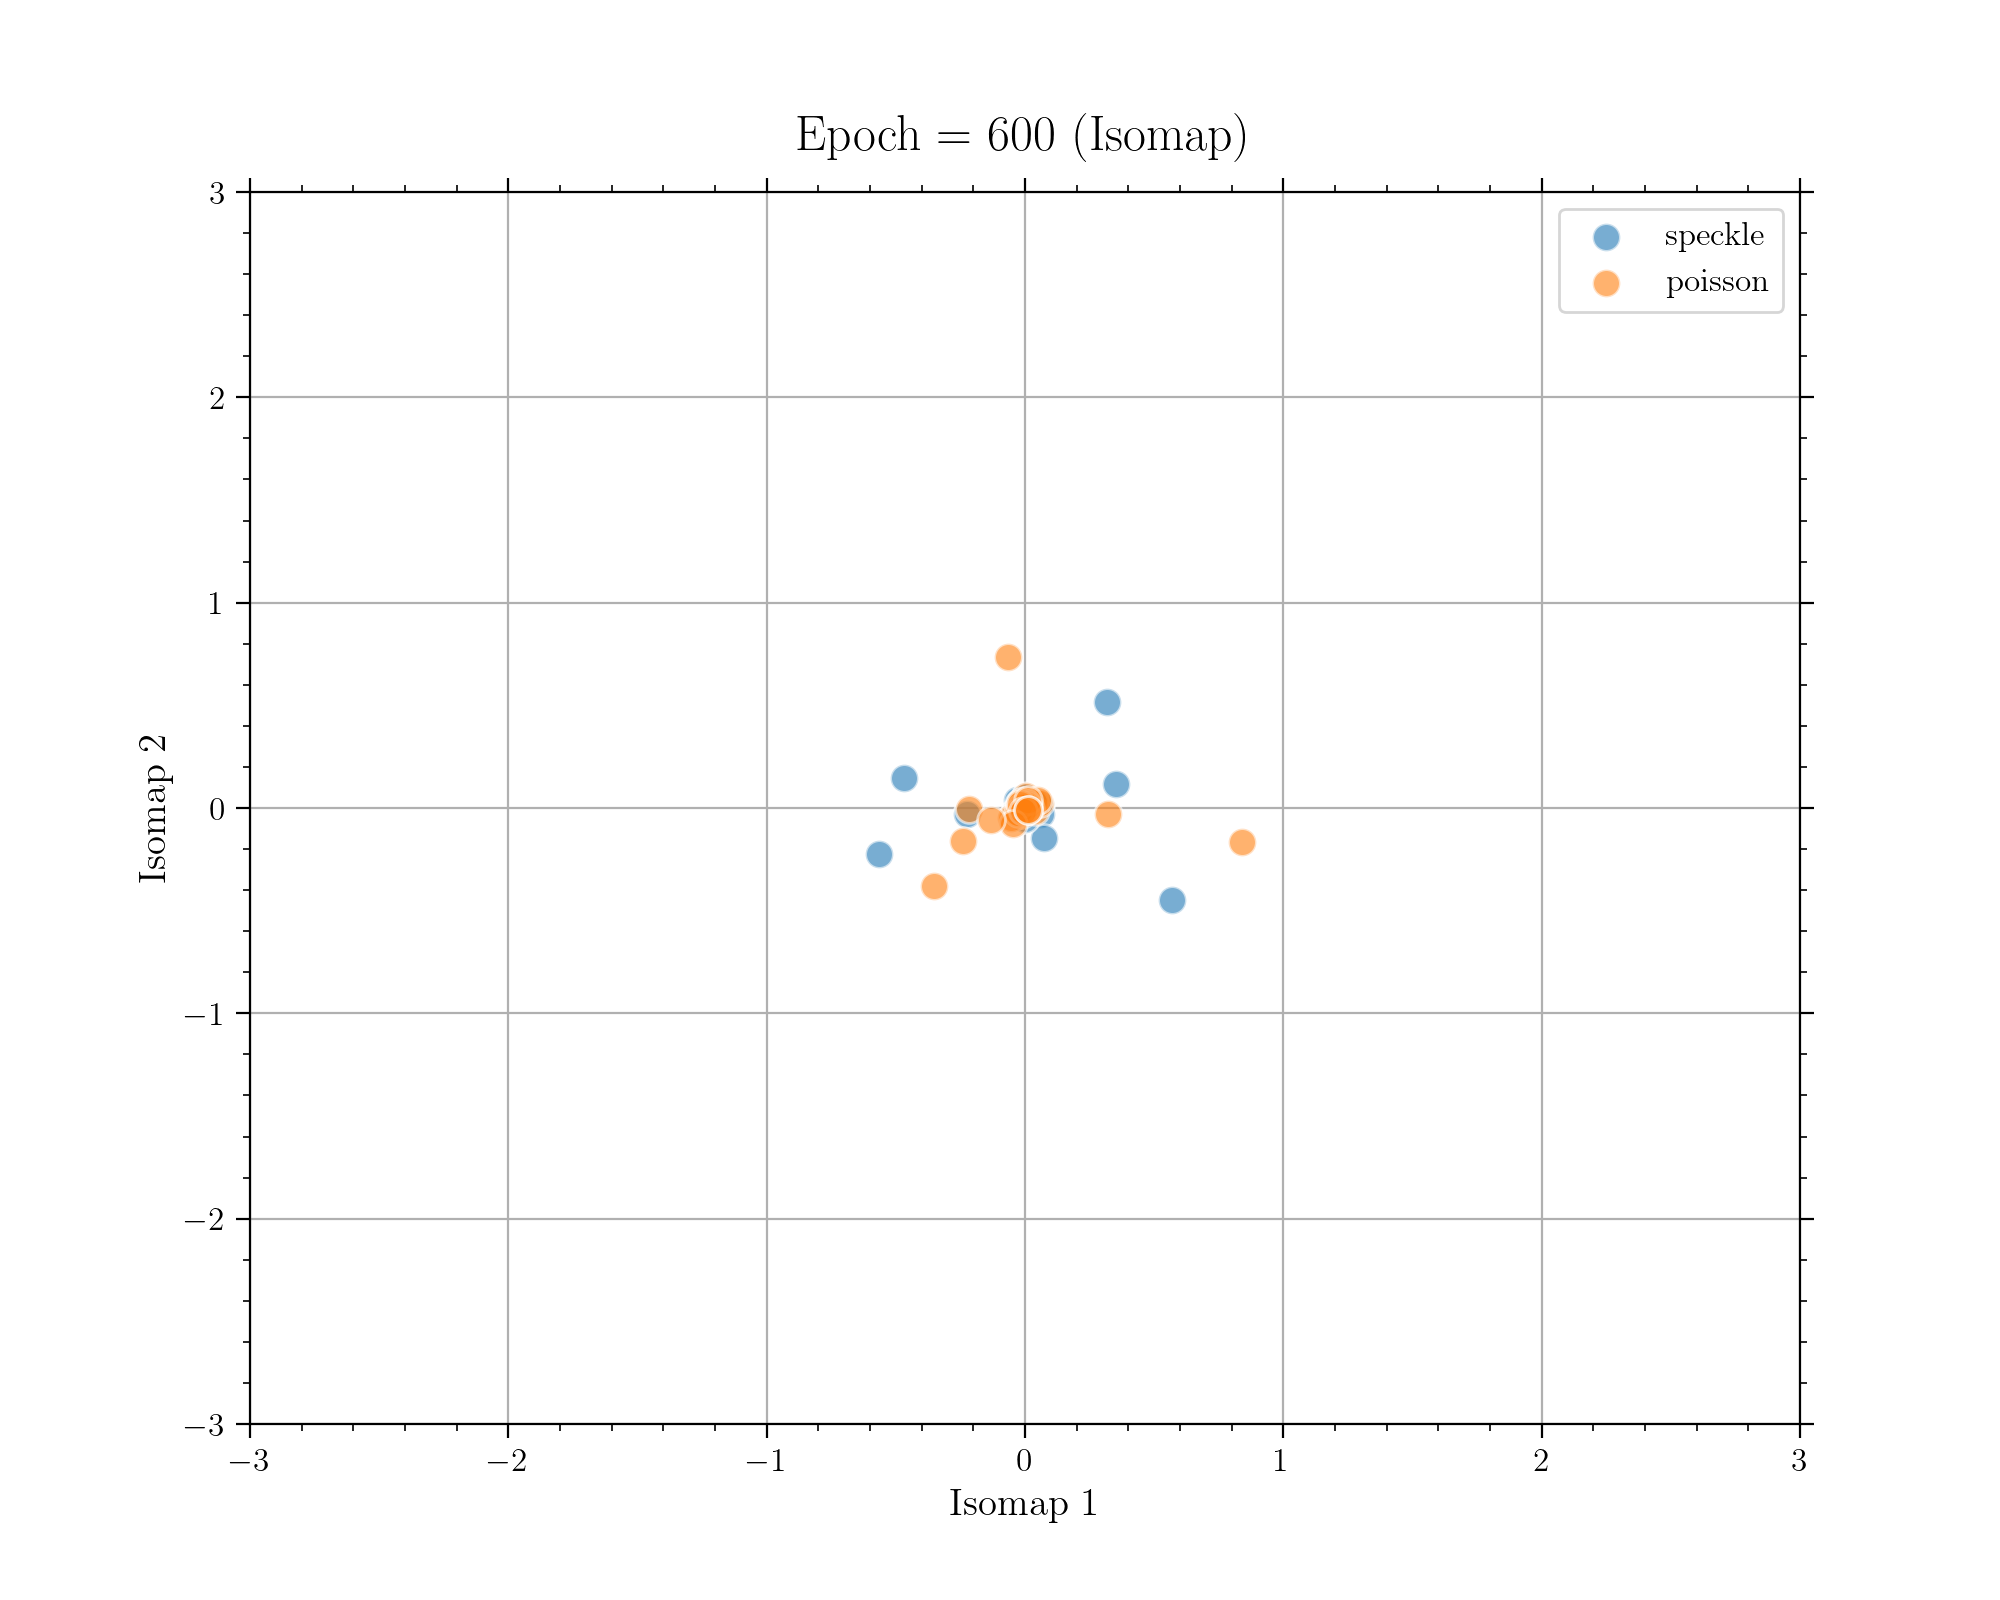 Epoch = 600 (Isomap)
speckle
poisson
3
2
1
0
−1
−2
−3
Isomap 2
−3 −2 −1 0 1 2 3
Isomap 1